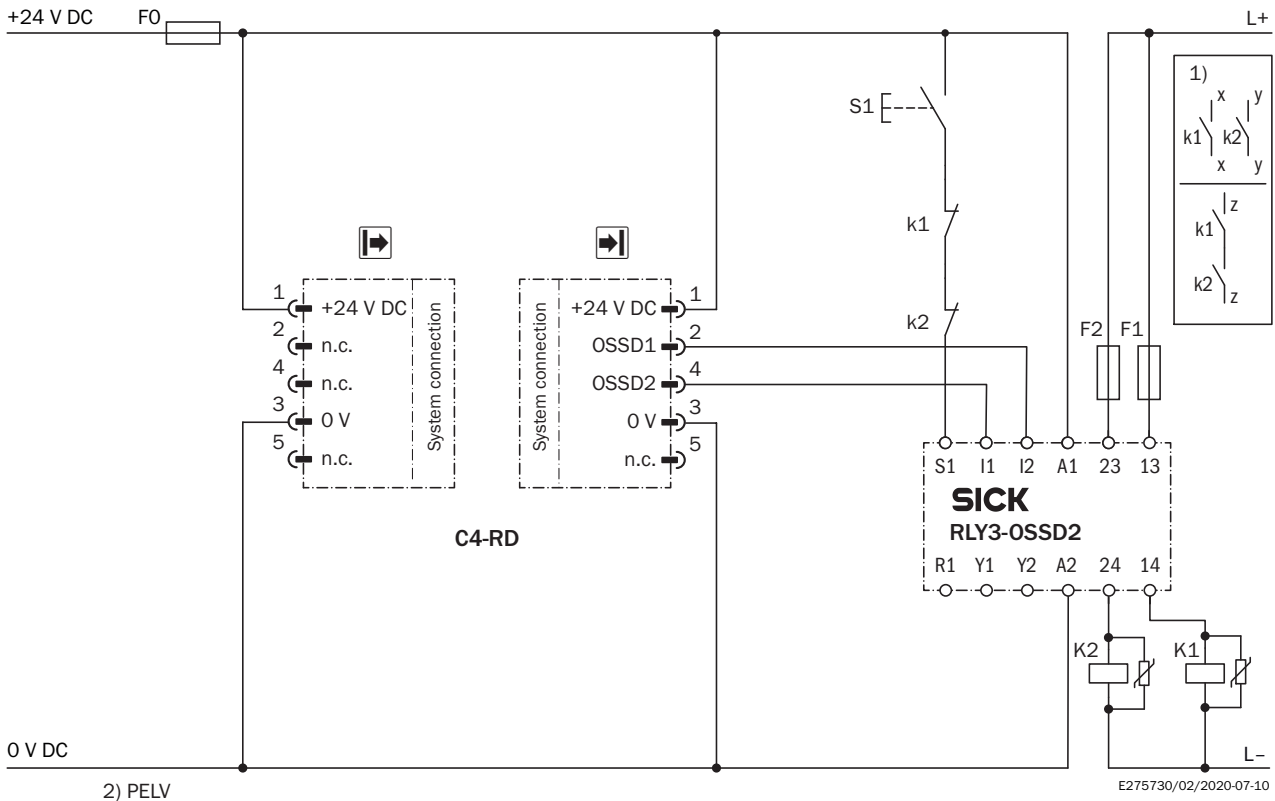 +24 V DC
F0
L+
1)
x
y
k1
k2
x
y
z
k1
k2
z
S1
k1
k2
F2
F1
1
+24 V DC
2
n.c.
4
n.c.
3
0 V
5
n.c.
System connection
System connection
+24 V DC
1
OSSD1
2
OSSD2
4
0 V
3
n.c.
5
C4-RD
S1
I1
I2
A1
23
13
SICK
RLY3-OSSD2
R1
Y1
Y2
A2
24
14
K2
K1
0 V DC
L–
2) PELV
E275730/02/2020-07-10